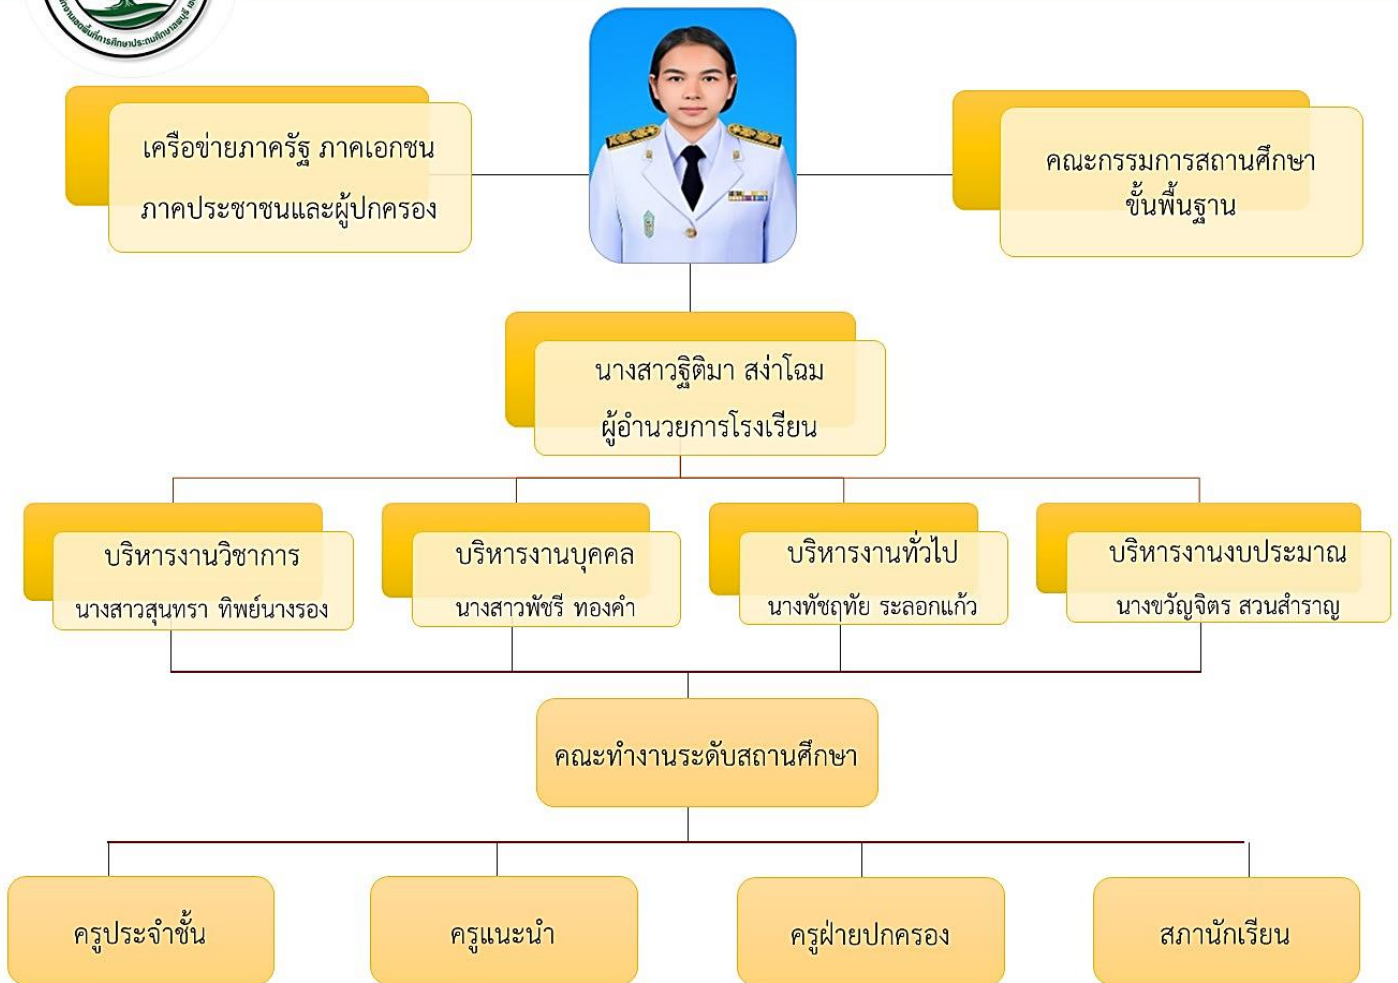 เครือข่ายภาครัฐ ภาคเอกชน
ภาคประชาชนและผู้ปกครอง
คณะกรรมการสถานศึกษา
ขั้นพื้นฐาน
นางสาวฐิติมา สง่าโฉม
ผู้อำนวยการโรงเรียน
บริหารงานวิชาการ
นางสาวสุนทรา ทิพย์นางรอง
บริหารงานบุคคล
นางสาวพัชรี ทองคำ
บริหารงานทั่วไป
นางทัชฤทัย ระลอกแก้ว
บริหารงานงบประมาณ
นางขวัญจิตร สวนสำราญ
คณะทำงานระดับสถานศึกษา
ครูประจำชั้น
ครูแนะนำ
ครูฝ่ายปกครอง
สภานักเรียน